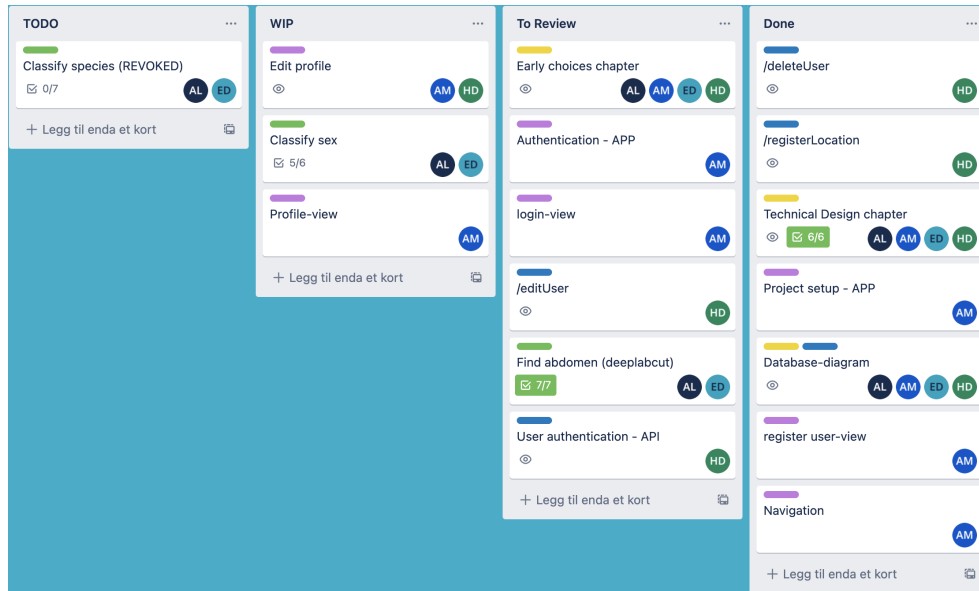 TODO
Classify species (REVOKED)
0/7
AL ED
+ Legg til enda et kort
WIP
Edit profile
AM HD
Classify sex
5/6
AL ED
Profile-view
AM
+ Legg til enda et kort
To Review
Early choices chapter
AL AM ED HD
Authentication - APP
AM
login-view
AM
/editUser
HD
Find abdomen (deeplabcut)
7/7
AL ED
User authentication - API
HD
+ Legg til enda et kort
Done
/deleteUser
HD
/registerLocation
HD
Technical Design chapter
6/6
AL AM ED HD
Project setup - APP
AM
Database-diagram
AL AM ED HD
register user-view
AM
Navigation
AM
+ Legg til enda et kort